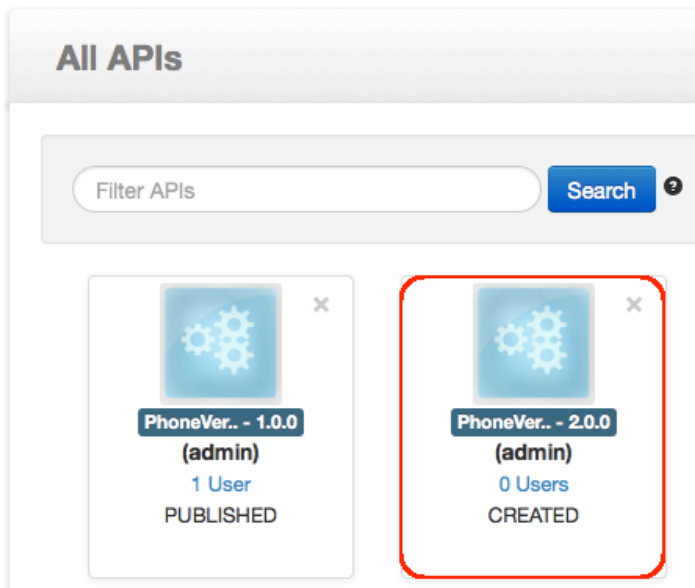 All APIs
Filter APIs
Search ?
PhoneVer.. - 1.0.0
(admin)
1 User
PUBLISHED
PhoneVer.. - 2.0.0
(admin)
0 Users
CREATED